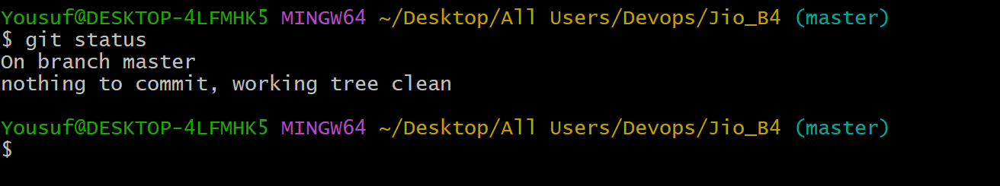 Yousuf@DESKTOP-4LFMHK5 MINGW64 ~/Desktop/All Users/Devops/Jio_B4 (master)
$ git status
On branch master
nothing to commit, working tree clean
Yousuf@DESKTOP-4LFMHK5 MINGW64 ~/Desktop/All Users/Devops/Jio_B4 (master)
$